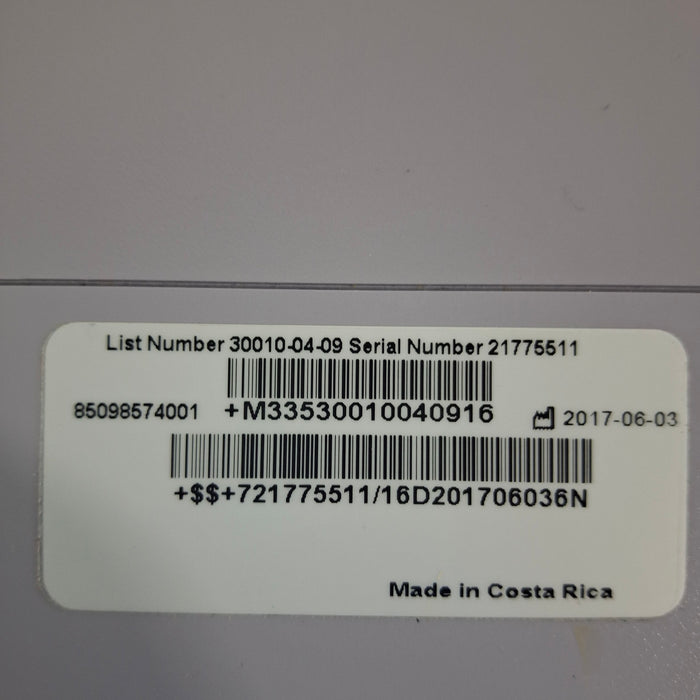 List Number 30010-04-09 Serial Number 21775511
85098574001 +M33530010040916 2017-06-03
+$$+721775511/16D201706036N
Made in Costa Rica